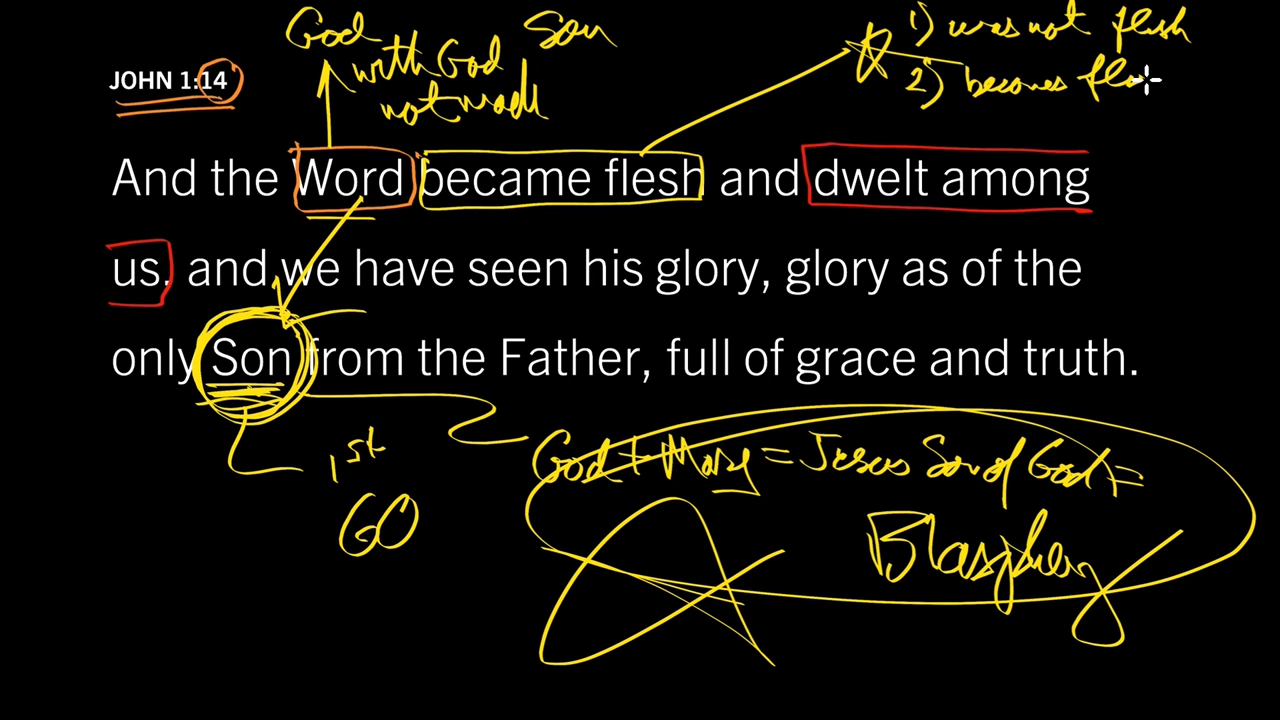 God Son 1) was not flesh
with God 2) becomes fle
not made
JOHN 1:14
And the Word became flesh and dwelt among
us, and we have seen his glory, glory as of the
only Son from the Father, full of grace and truth.
1st God + Mary = Jesus Son of God =
GO Blasphemy